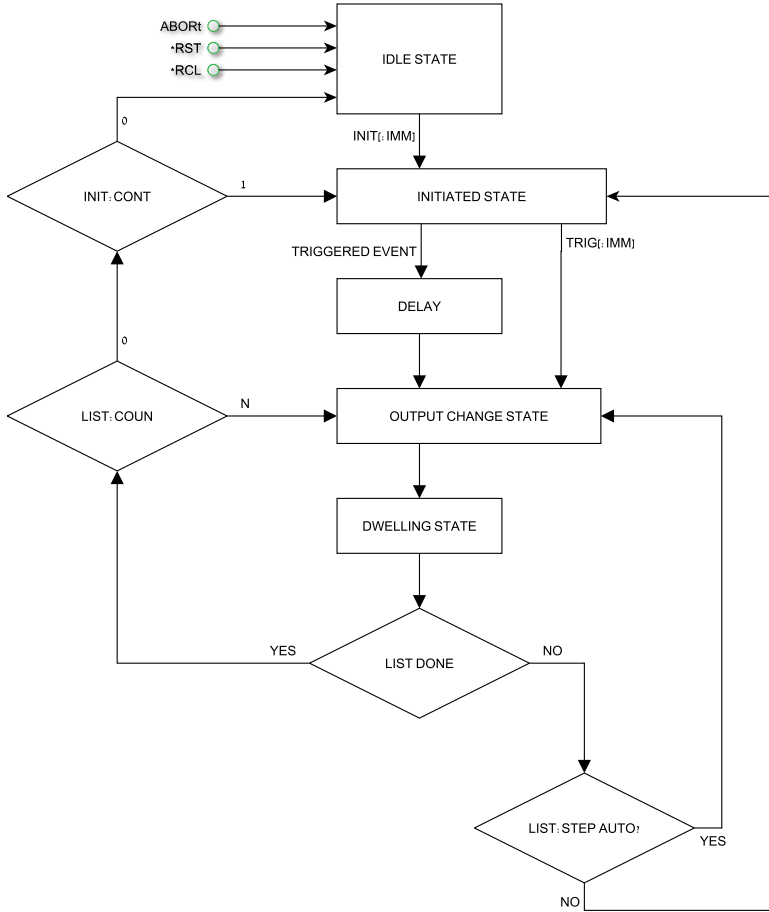 ABORt
*RST
*RCL
IDLE STATE
0
INIT[: IMM]
INIT: CONT
1
INITIATED STATE
TRIGGERED EVENT
TRIG[: IMM]
DELAY
0
LIST: COUN
N
OUTPUT CHANGE STATE
DWELLING STATE
YES
LIST DONE
NO
LIST: STEP AUTO?
YES
NO